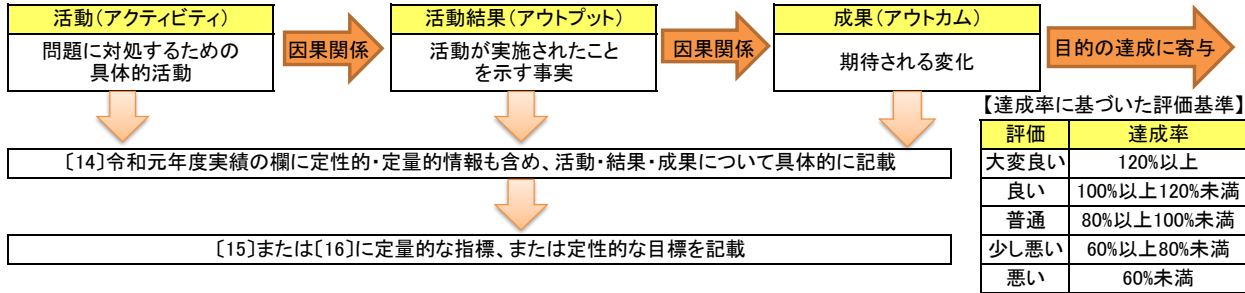 活動(アクティビティ)
問題に対処するための
具体的活動
因果関係
活動結果(アウトプット)
活動が実施されたこと
を示す事実
因果関係
成果(アウトカム)
期待される変化
目的の達成に寄与
〔14〕令和元年度実績の欄に定性的・定量的情報も含め、活動・結果・成果について具体的に記載
〔15〕または〔16〕に定量的な指標、または定性的な目標を記載
【達成率に基づいた評価基準】
評価 達成率
大変良い 120%以上
良い 100%以上120%未満
普通 80%以上100%未満
少し悪い 60%以上80%未満
悪い 60%未満